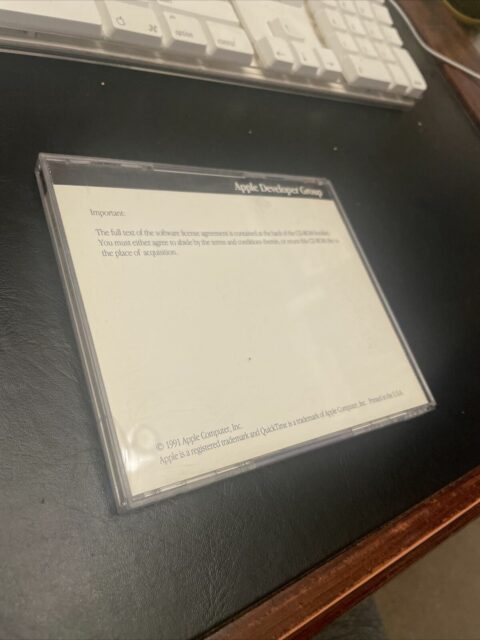 option
control
Apple Developer Group
Important.
The full text of the software license agreement is contained at the back of the CD-ROM booklet.
You must either agree to abide by the terms and conditions therein, or return this CD-ROM disc to
the place of acquisition.
© 1991 Apple Computer, Inc.
Apple is a registered trademark and QuickTime is a trademark of Apple Computer, Inc. Printed in the U.S.A.